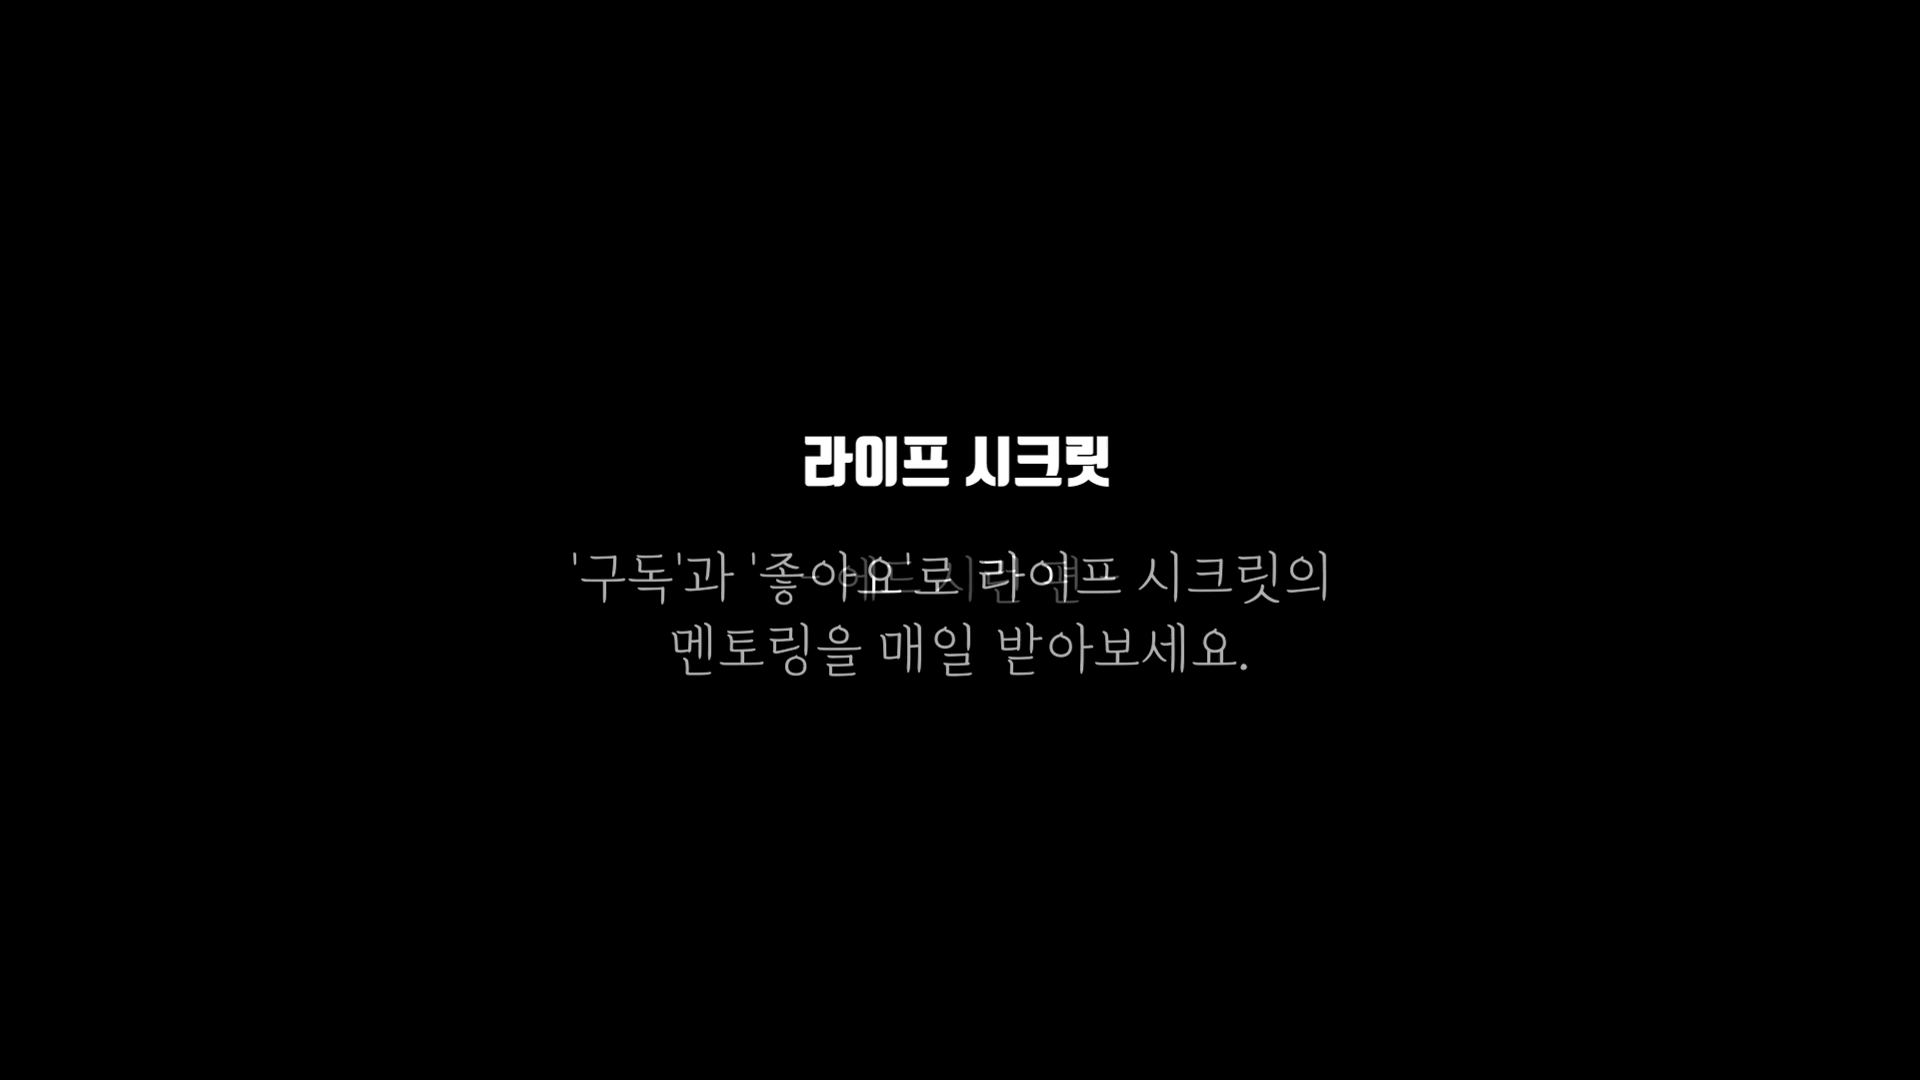 라이프 시크릿
'구독'과 '좋아요'로 라이프 시크릿의
멘토링을 매일 받아보세요.